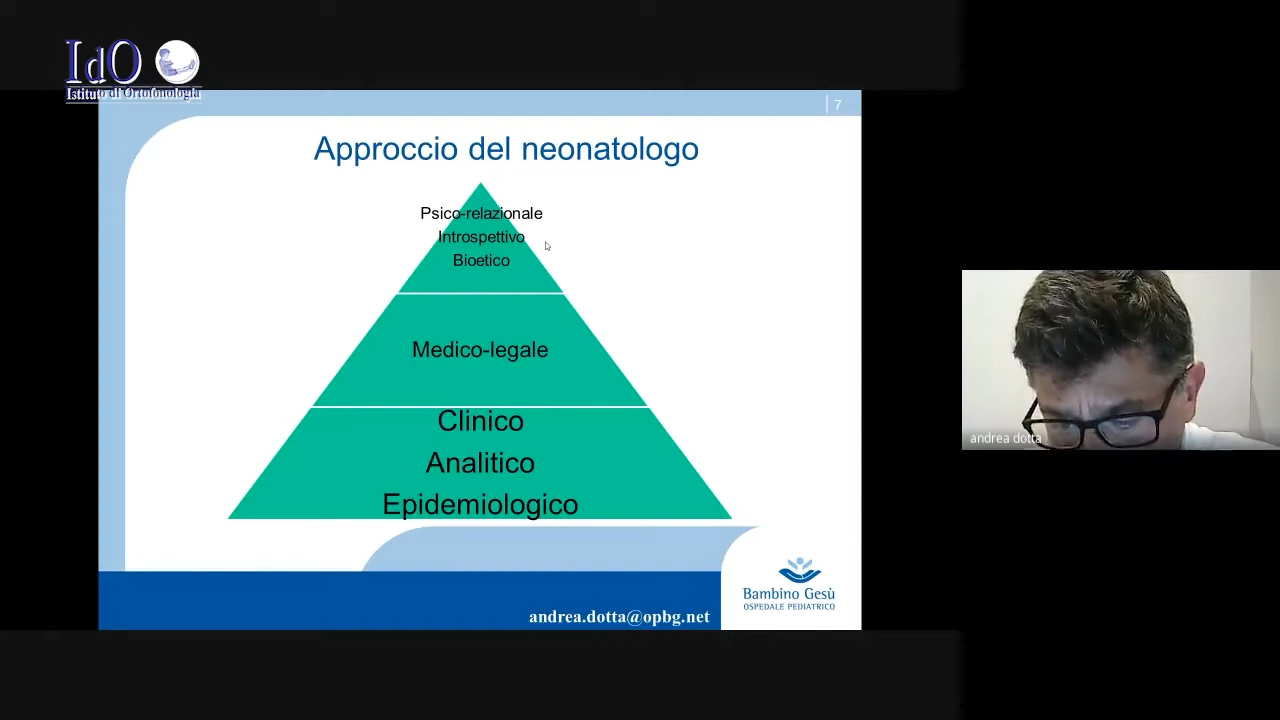 IdO
Istituto di Ortofonologia
7
Approccio del neonatologo
Psico-relazionale
Introspettivo
Bioetico
Medico-legale
Clinico
Analitico
Epidemiologico
andrea dotta
Bambino Gesù
OSPEDALE PEDIATRICO
andrea.dotta@opbg.net